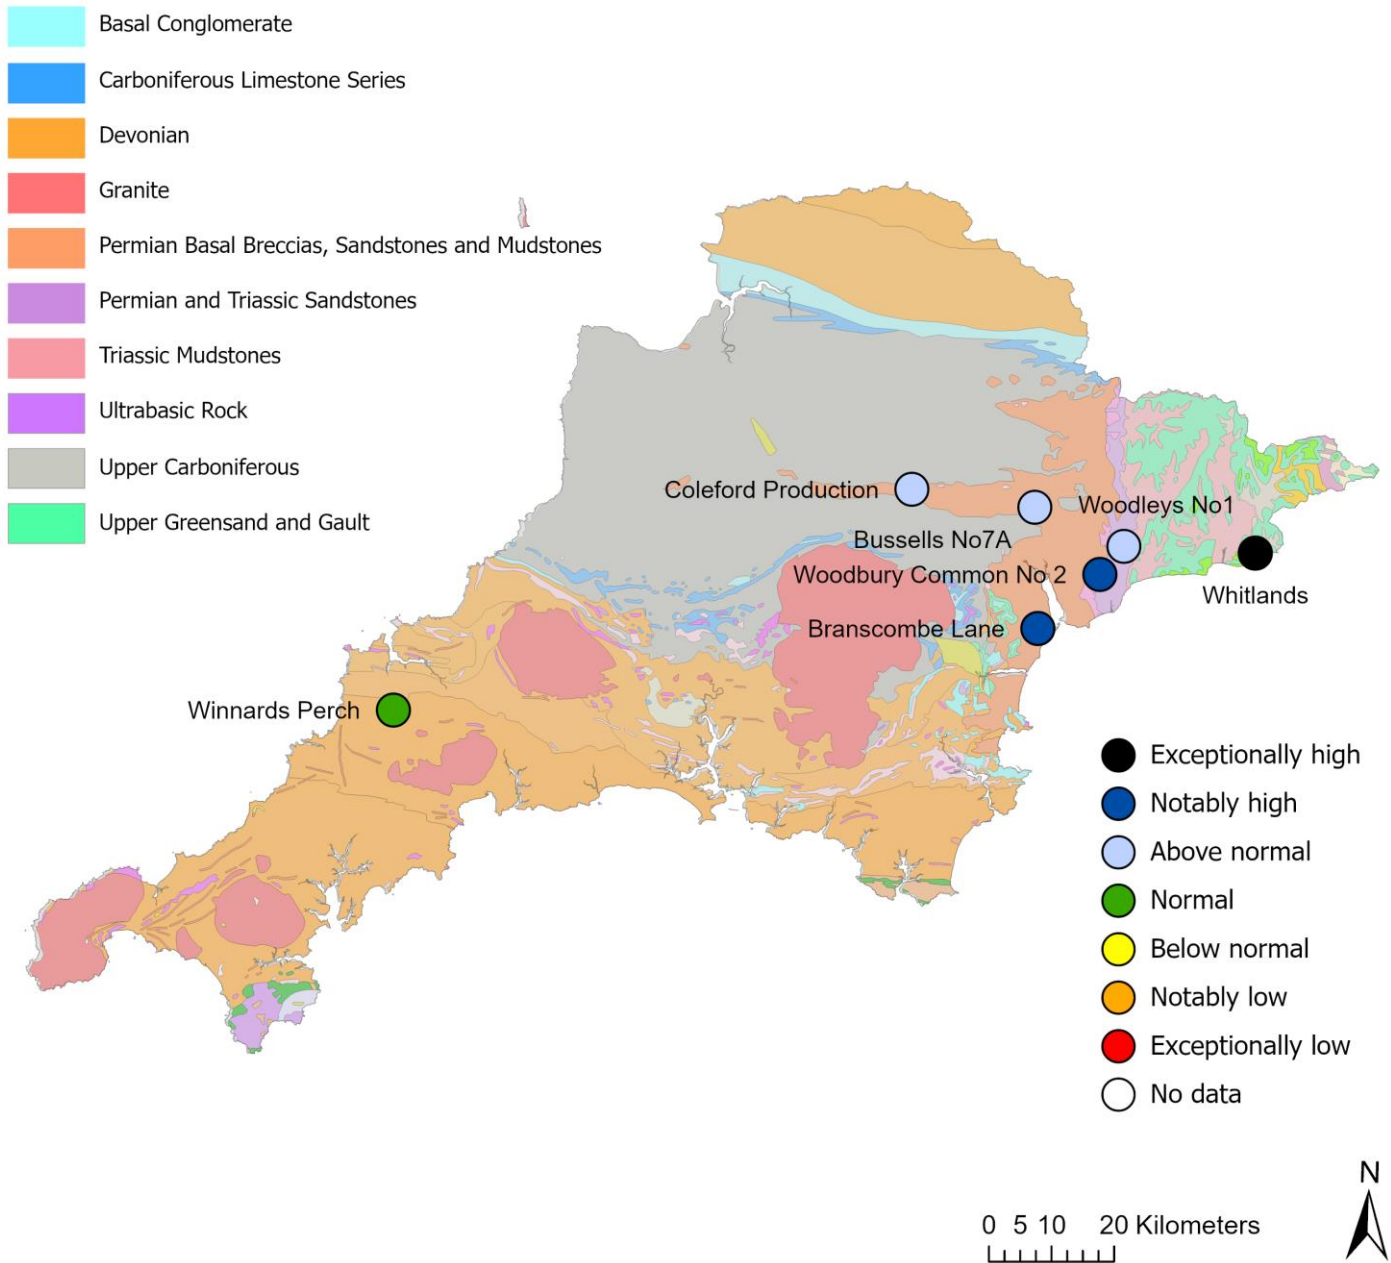 Basal Conglomerate
Carboniferous Limestone Series
Devonian
Granite
Permian Basal Breccias, Sandstones and Mudstones
Permian and Triassic Sandstones
Triassic Mudstones
Ultrabasic Rock
Upper Carboniferous
Upper Greensand and Gault
Coleford Production
Woodleys No1
Bussells No7A
Woodbury Common No 2
Whitlands
Branscombe Lane
Winnards Perch
Exceptionally high
Notably high
Above normal
Normal
Below normal
Notably low
Exceptionally low
No data
N
0 5 10 20 Kilometers